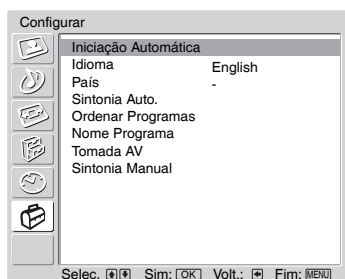 Configurar
Iniciação Automática
Idioma English
País -
Sintonia Auto.
Ordenar Programas
Nome Programa
Tomada AV
Sintonia Manual
Selec. Sim: OK Volt.: Fim: MENU